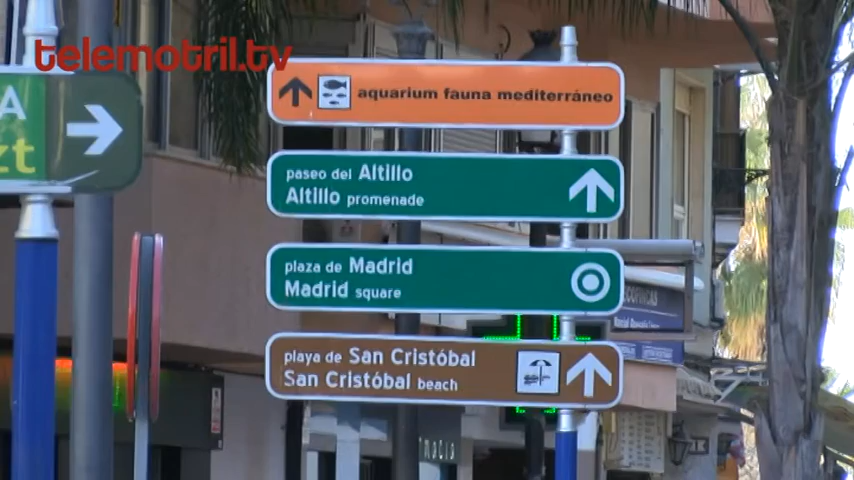 telemotril.tv
A
zt
aquarium fauna mediterráneo
paseo del Altillo
Altillo promenade
plaza de Madrid
Madrid square
playa de San Cristóbal
San Cristóbal beach